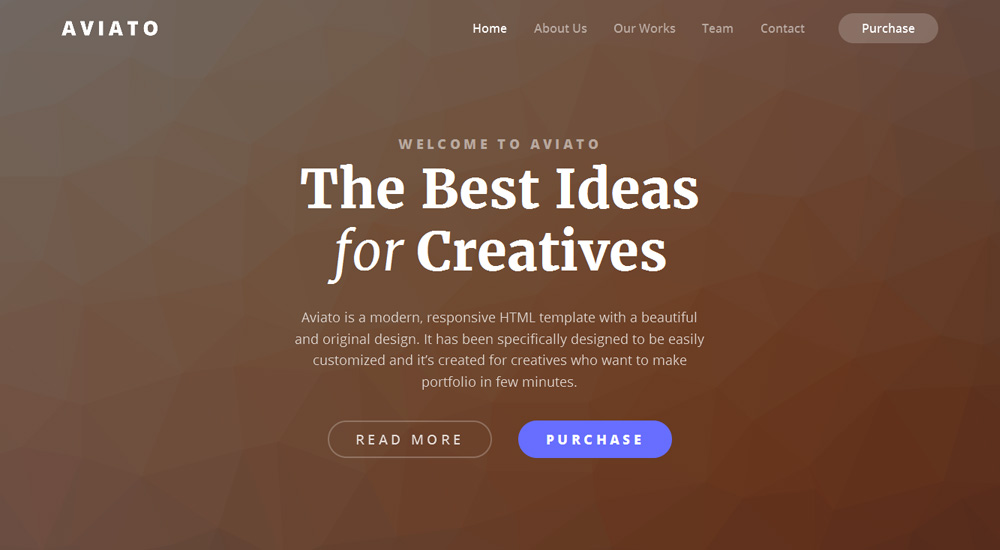 AVIATO
Home About Us Our Works Team Contact Purchase
WELCOME TO AVIATO
The Best Ideas
for Creatives
Aviato is a modern, responsive HTML template with a beautiful
and original design. It has been specifically designed to be easily
customized and it’s created for creatives who want to make
portfolio in few minutes.
READ MORE PURCHASE